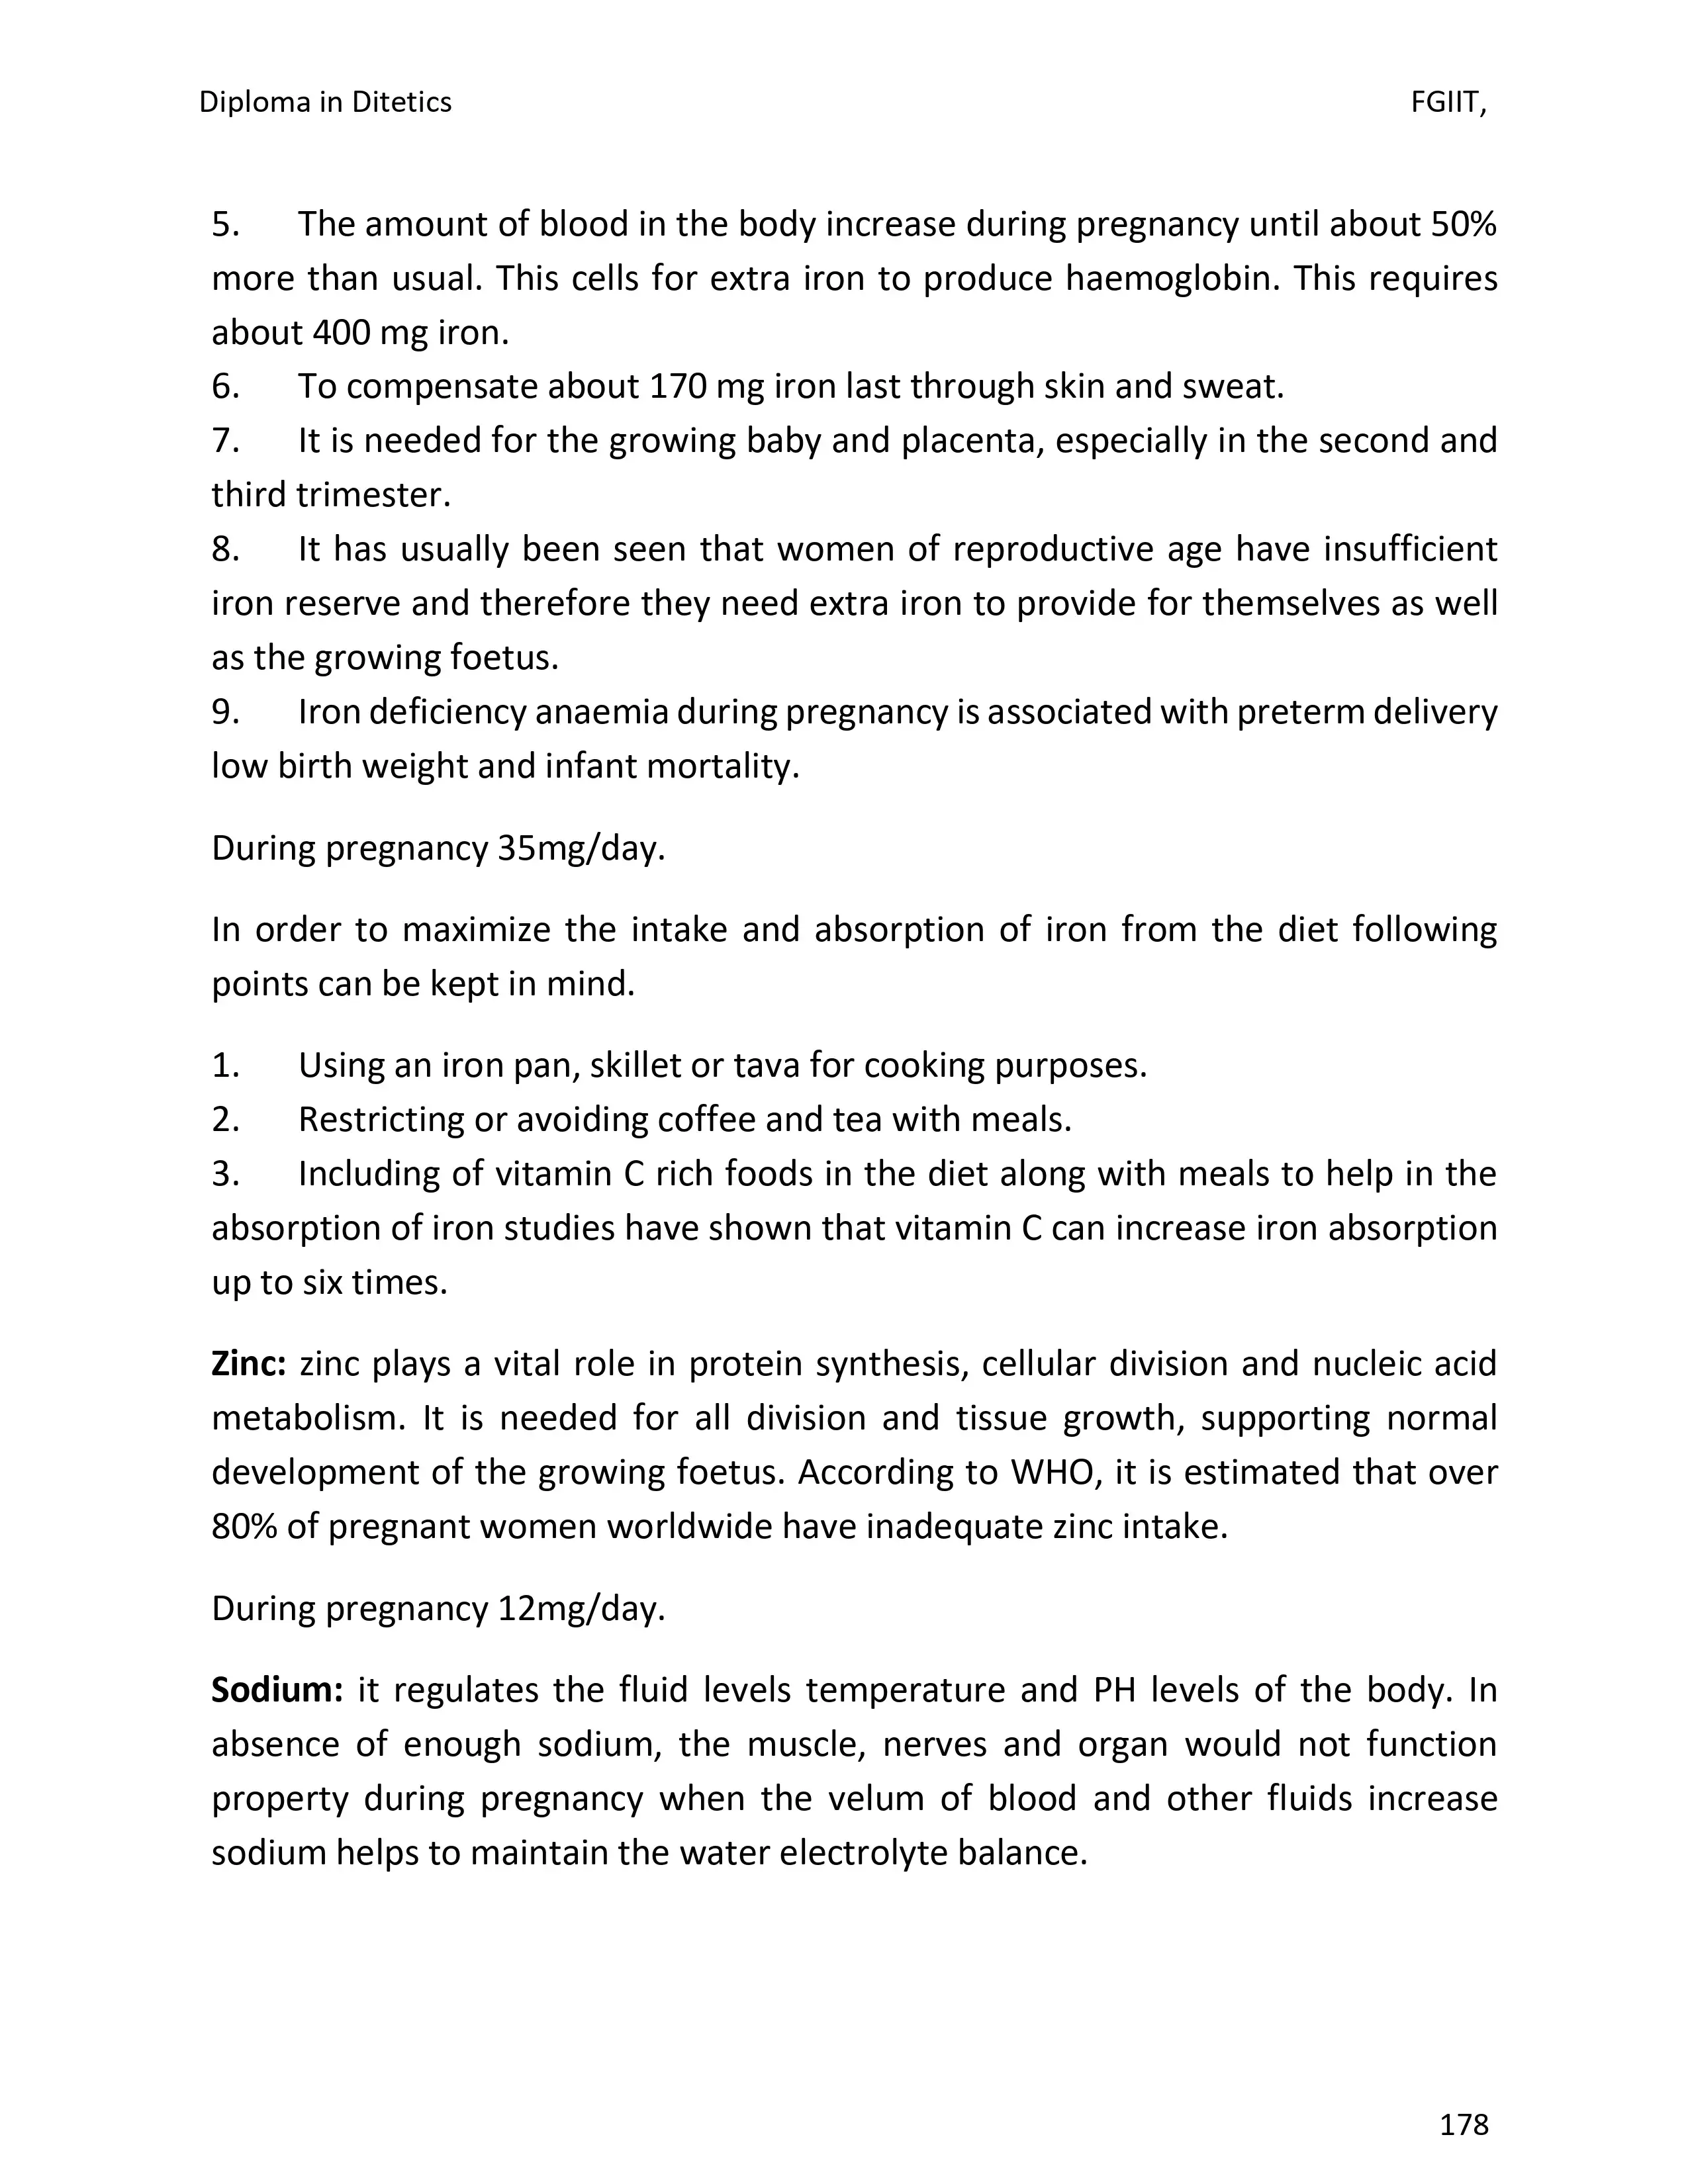 Diploma in Ditetics FGIIT,
5. The amount of blood in the body increase during pregnancy until about 50%
more than usual. This cells for extra iron to produce haemoglobin. This requires
about 400 mg iron.
6. To compensate about 170 mg iron last through skin and sweat.
7. It is needed for the growing baby and placenta, especially in the second and
third trimester.
8. It has usually been seen that women of reproductive age have insufficient
iron reserve and therefore they need extra iron to provide for themselves as well
as the growing foetus.
9. Iron deficiency anaemia during pregnancy is associated with preterm delivery
low birth weight and infant mortality.
During pregnancy 35mg/day.
In order to maximize the intake and absorption of iron from the diet following
points can be kept in mind.
1. Using an iron pan, skillet or tava for cooking purposes.
2. Restricting or avoiding coffee and tea with meals.
3. Including of vitamin C rich foods in the diet along with meals to help in the
absorption of iron studies have shown that vitamin C can increase iron absorption
up to six times.
Zinc: zinc plays a vital role in protein synthesis, cellular division and nucleic acid
metabolism. It is needed for all division and tissue growth, supporting normal
development of the growing foetus. According to WHO, it is estimated that over
80% of pregnant women worldwide have inadequate zinc intake.
During pregnancy 12mg/day.
Sodium: it regulates the fluid levels temperature and PH levels of the body. In
absence of enough sodium, the muscle, nerves and organ would not function
property during pregnancy when the velum of blood and other fluids increase
sodium helps to maintain the water electrolyte balance.
178